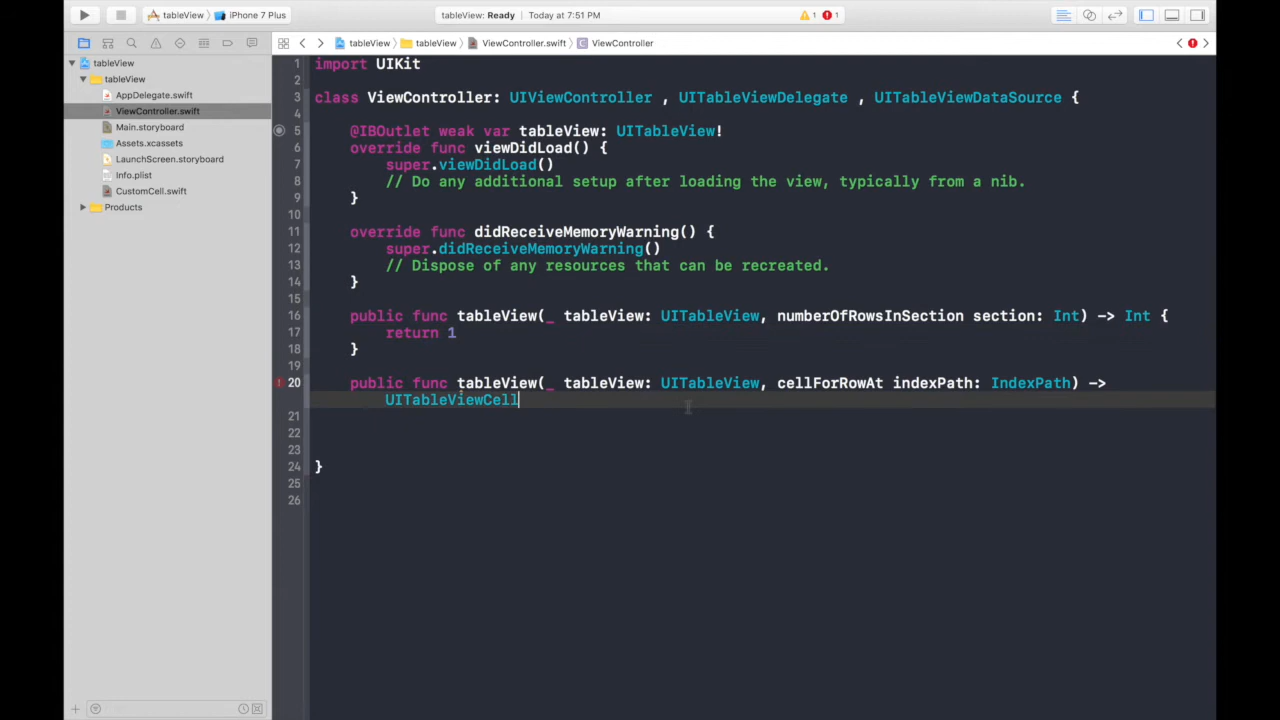 tableView
iPhone 7 Plus
tableView: Ready
Today at 7:51 PM
1
1
tableView
tableView
ViewController.swift
ViewController
tableView
tableView
AppDelegate.swift
ViewController.swift
Main.storyboard
Assets.xcassets
LaunchScreen.storyboard
Info.plist
CustomCell.swift
Products
1 import UIKit
2
3 class ViewController: UIViewController , UITableViewDelegate , UITableViewDataSource {
4
5 @IBOutlet weak var tableView: UITableView!
6 override func viewDidLoad() {
7 super.viewDidLoad()
8 // Do any additional setup after loading the view, typically from a nib.
9 }
10
11 override func didReceiveMemoryWarning() {
12 super.didReceiveMemoryWarning()
13 // Dispose of any resources that can be recreated.
14 }
15
16 public func tableView(_ tableView: UITableView, numberOfRowsInSection section: Int) -> Int {
17 return 1
18 }
19
20 public func tableView(_ tableView: UITableView, cellForRowAt indexPath: IndexPath) ->
UITableViewCell
21
22
23
24 }
25
26